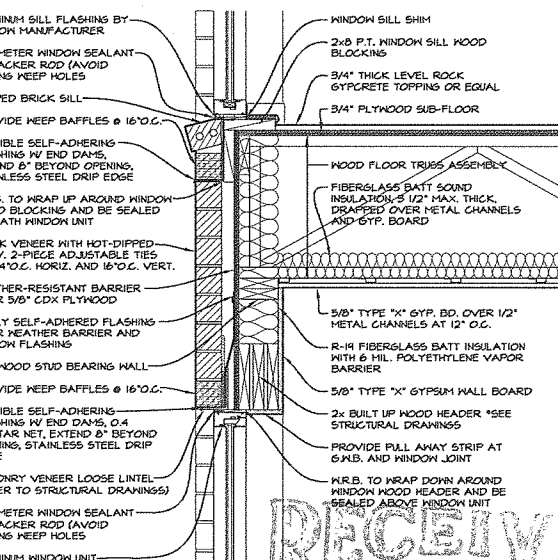 INUM SILL FLASHING BY
OW MANUFACTURER
METER WINDOW SEALANT
ACKER ROD (AVOID
NG WEEP HOLES
PED BRICK SILL
VIDE WEEP BAFFLES @ 16"O.C.
IBLE SELF-ADHERING
HING W/ END DAMS,
ND 8" BEYOND OPENING,
NLESS STEEL DRIP EDGE
. TO WRAP UP AROUND WINDOW
D BLOCKING AND BE SEALED
ATH WINDOW UNIT
K VENEER WITH HOT-DIPPED
. 2-PIECE ADJUSTABLE TIES
4"O.C. HORIZ. AND 16"O.C. VERT.
HER-RESISTANT BARRIER
R 5/8" CDX PLYWOOD
Y SELF-ADHERED FLASHING
R WEATHER BARRIER AND
OW FLASHING
WOOD STUD BEARING WALL
VIDE WEEP BAFFLES @ 16"O.C.
IBLE SELF-ADHERING
HING W/ END DAMS, 0.4
TAR NET, EXTEND 8" BEYOND
ING, STAINLESS STEEL DRIP
ONRY VENEER LOOSE LINTEL
ER TO STRUCTURAL DRAWINGS)
METER WINDOW SEALANT
ACKER ROD (AVOID
NG WEEP HOLES
INUM WINDOW UNIT
WINDOW SILL SHIM
2x8 P.T. WINDOW SILL WOOD
BLOCKING
3/4" THICK LEVEL ROCK
GYPCRETE TOPPING OR EQUAL
3/4" PLYWOOD SUB-FLOOR
WOOD FLOOR TRUSS ASSEMBLY
FIBERGLASS BATT SOUND
INSULATION, 3 1/2" MAX. THICK,
DRAPPED OVER METAL CHANNELS
AND GYP. BOARD
5/8" TYPE "X" GYP. BD. OVER 1/2"
METAL CHANNELS AT 12" O.C.
R-19 FIBERGLASS BATT INSULATION
WITH 6 MIL. POLYETHYLENE VAPOR
BARRIER
5/8" TYPE "X" GYPSUM WALL BOARD
2x BUILT UP WOOD HEADER *SEE
STRUCTURAL DRAWINGS
PROVIDE PULL AWAY STRIP AT
G.W.B. AND WINDOW JOINT
W.R.B. TO WRAP DOWN AROUND
WINDOW WOOD HEADER AND BE
SEALED ABOVE WINDOW UNIT
RECEIV